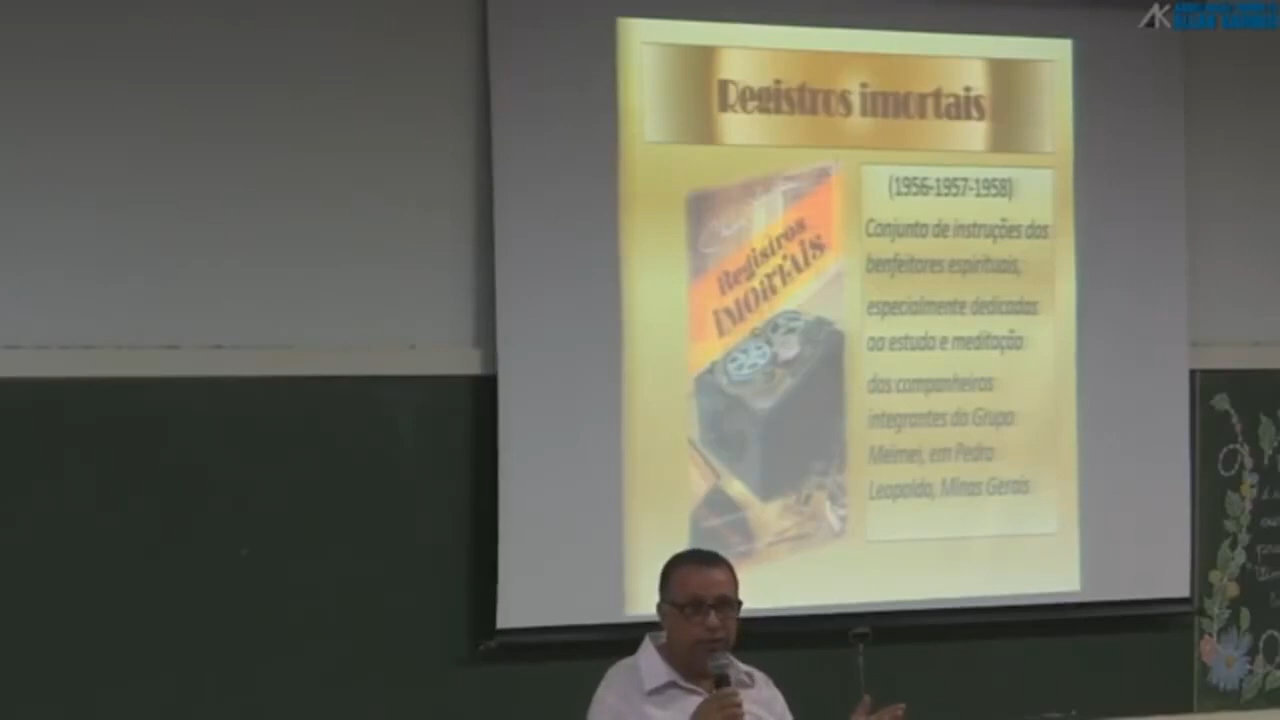 Registros imortais
Registros
IMORTAIS
(1956-1957-1958)
Conjunto de instruções dos
benfeitores espirituais,
especialmente dedicadas
ao estudo e meditação
dos companheiros
integrantes do Grupo
Meimei, em Pedro
Leopoldo, Minas Gerais
AK